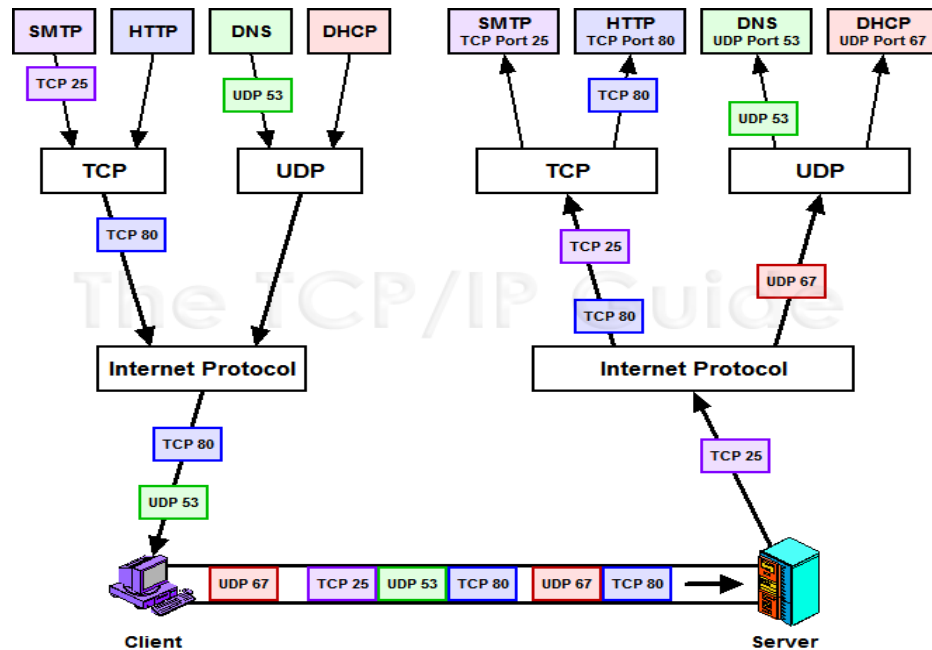 SMTP
HTTP
DNS
DHCP
SMTP
TCP Port 25
HTTP
TCP Port 80
DNS
UDP Port 53
DHCP
UDP Port 67
TCP 25
UDP 53
TCP 80
UDP 53
TCP
UDP
TCP
UDP
TCP 80
TCP 25
UDP 67
The TCP/IP Guide
TCP 80
Internet Protocol
Internet Protocol
TCP 80
TCP 25
UDP 53
UDP 67
TCP 25
UDP 53
TCP 80
UDP 67
TCP 80
Client
Server